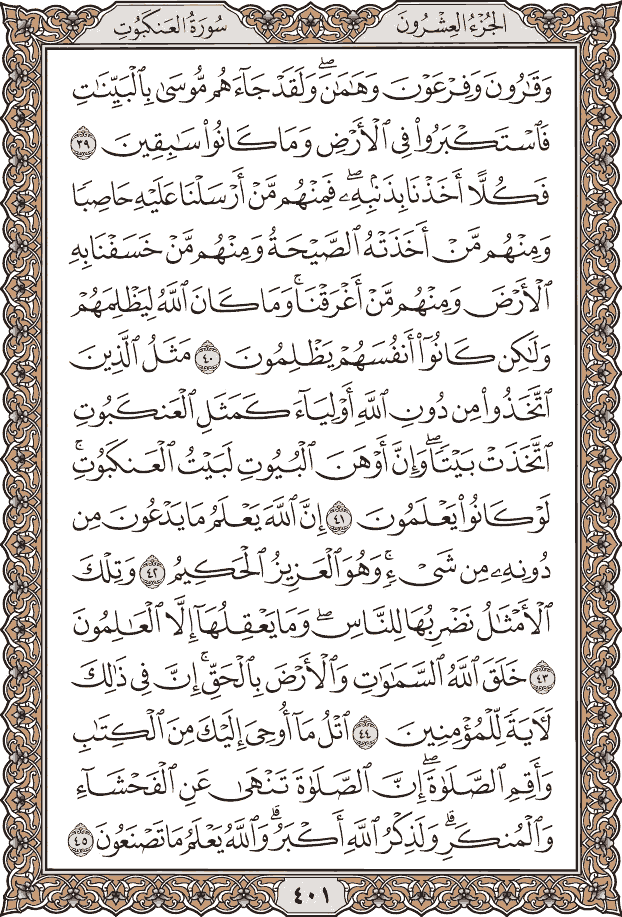 الجُزْءُ العِشْرُونَ
سُورَةُ العَنكَبُوتِ
وَقَٰرُونَ وَفِرْعَوْنَ وَهَٰمَٰنَۖ وَلَقَدْ جَآءَهُم مُّوسَىٰ بِٱلْبَيِّنَٰتِ
فَٱسْتَكْبَرُوا۟ فِى ٱلْأَرْضِ وَمَا كَانُوا۟ سَٰبِقِينَ ٣٩
فَكُلًّا أَخَذْنَا بِذَنۢبِهِۦۖ فَمِنْهُم مَّنْ أَرْسَلْنَا عَلَيْهِ حَاصِبًا
وَمِنْهُم مَّنْ أَخَذَتْهُ ٱلصَّيْحَةُ وَمِنْهُم مَّنْ خَسَفْنَا بِهِ
ٱلْأَرْضَ وَمِنْهُم مَّنْ أَغْرَقْنَاۚ وَمَا كَانَ ٱللَّهُ لِيَظْلِمَهُمْ
وَلَٰكِن كَانُوٓا۟ أَنفُسَهُمْ يَظْلِمُونَ ٤٠ مَثَلُ ٱلَّذِينَ
ٱتَّخَذُوا۟ مِن دُونِ ٱللَّهِ أَوْلِيَآءَ كَمَثَلِ ٱلْعَنكَبُوتِ
ٱتَّخَذَتْ بَيْتًاۖ وَإِنَّ أَوْهَنَ ٱلْبُيُوتِ لَبَيْتُ ٱلْعَنكَبُوتِۚ
لَوْ كَانُوا۟ يَعْلَمُونَ ٤١ إِنَّ ٱللَّهَ يَعْلَمُ مَا يَدْعُونَ مِن
دُونِهِۦ مِن شَىْءٍۚ وَهُوَ ٱلْعَزِيزُ ٱلْحَكِيمُ ٤٢ وَتِلْكَ
ٱلْأَمْثَٰلُ نَضْرِبُهَا لِلنَّاسِۖ وَمَا يَعْقِلُهَآ إِلَّا ٱلْعَٰلِمُونَ
٤٣ خَلَقَ ٱللَّهُ ٱلسَّمَٰوَٰتِ وَٱلْأَرْضَ بِٱلْحَقِّۚ إِنَّ فِى ذَٰلِكَ
لَءَايَةً لِّلْمُؤْمِنِينَ ٤٤ ٱتْلُ مَآ أُوحِىَ إِلَيْكَ مِنَ ٱلْكِتَٰبِ
وَأَقِمِ ٱلصَّلَوٰةَۖ إِنَّ ٱلصَّلَوٰةَ تَنْهَىٰ عَنِ ٱلْفَحْشَآءِ
وَٱلْمُنكَرِۗ وَلَذِكْرُ ٱللَّهِ أَكْبَرُۗ وَٱللَّهُ يَعْلَمُ مَا تَصْنَعُونَ ٤٥
٤٠١